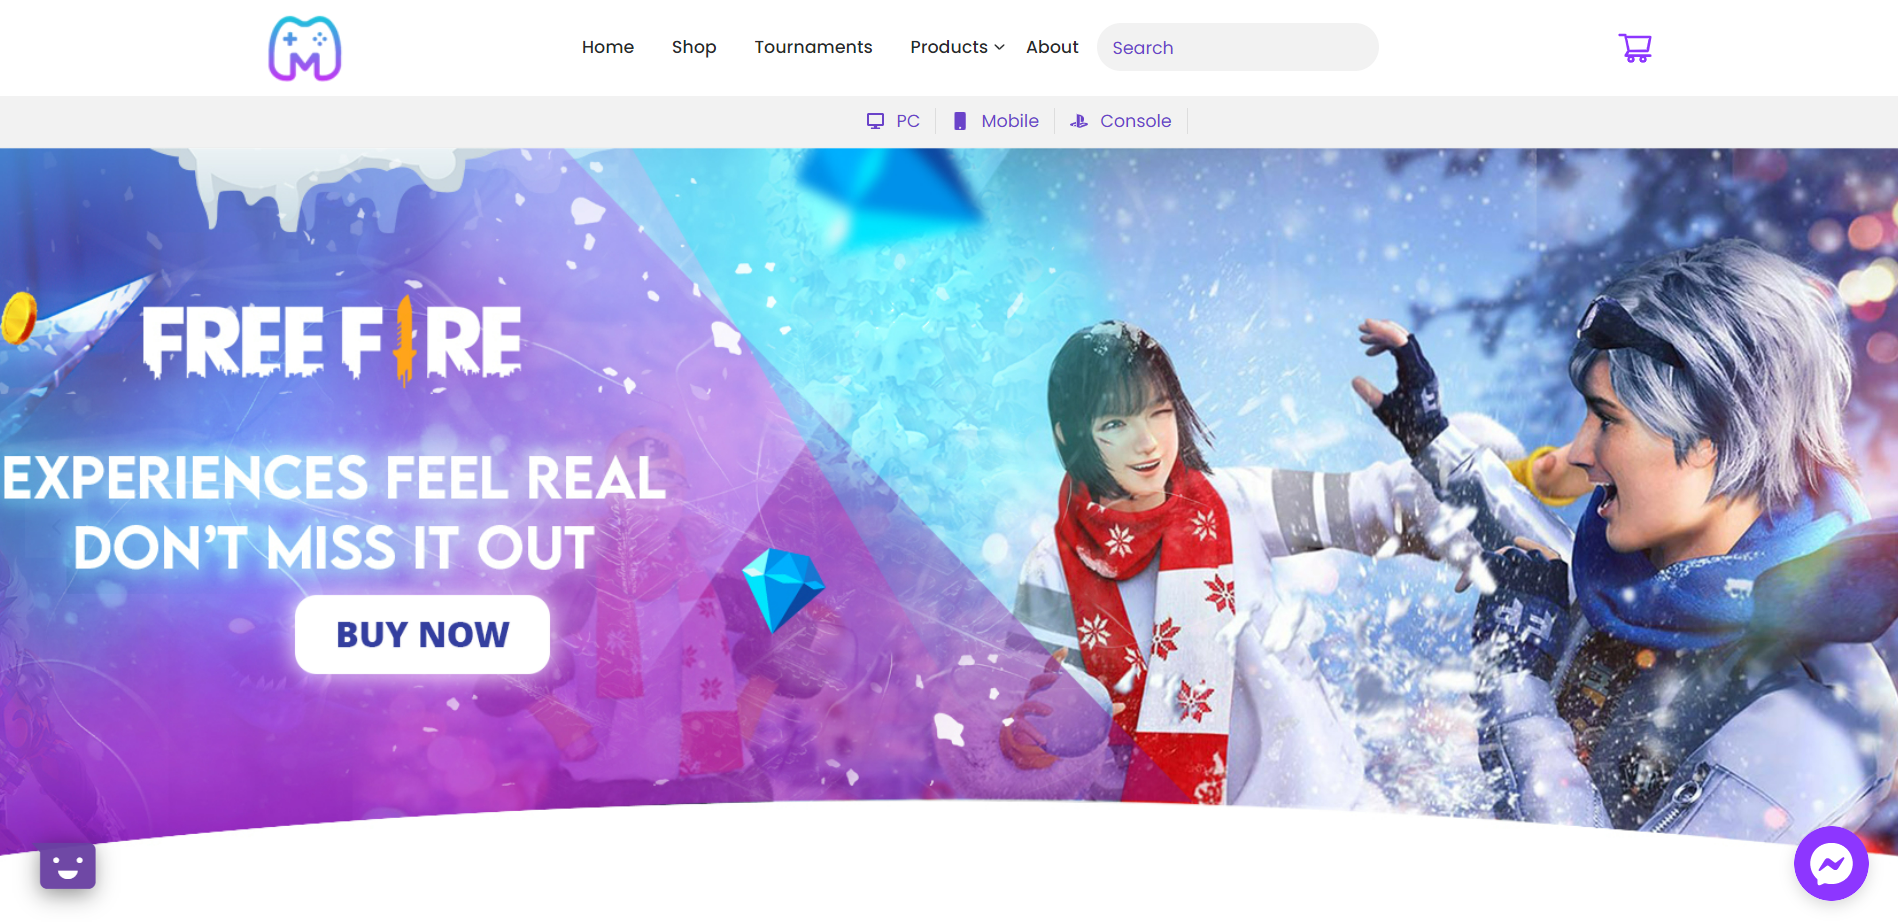 Home Shop Tournaments Products About Search
PC Mobile Console
FREE FIRE
EXPERIENCES FEEL REAL
DON'T MISS IT OUT
BUY NOW